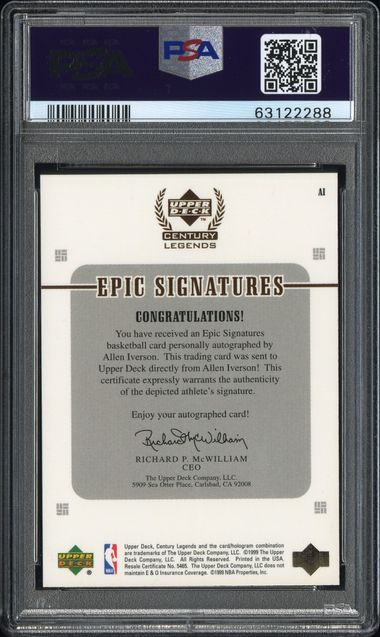 PSA
63122288
AI
UPPER
DECK
™
CENTURY
LEGENDS
EPIC SIGNATURES
CONGRATULATIONS!
You have received an Epic Signatures
basketball card personally autographed by
Allen Iverson. This trading card was sent to
Upper Deck directly from Allen Iverson! This
certificate expressly warrants the authenticity
of the depicted athlete's signature.
Enjoy your autographed card!
Richard McWilliam
RICHARD P. McWILLIAM
CEO
The Upper Deck Company, LLC.
5909 Sea Otter Place, Carlsbad, CA 92008
Upper Deck, Century Legends and the card/hologram combination
are trademarks of The Upper Deck Company, LLC. ©1999 The Upper
Deck Company, LLC. All Rights Reserved. Printed in the USA.
Resale Certificate No. 1465. The Upper Deck Company, LLC does not
maintain E & O Insurance Coverage. ©1999 NBA Properties, Inc.
UPPER
DECK
®
NBA